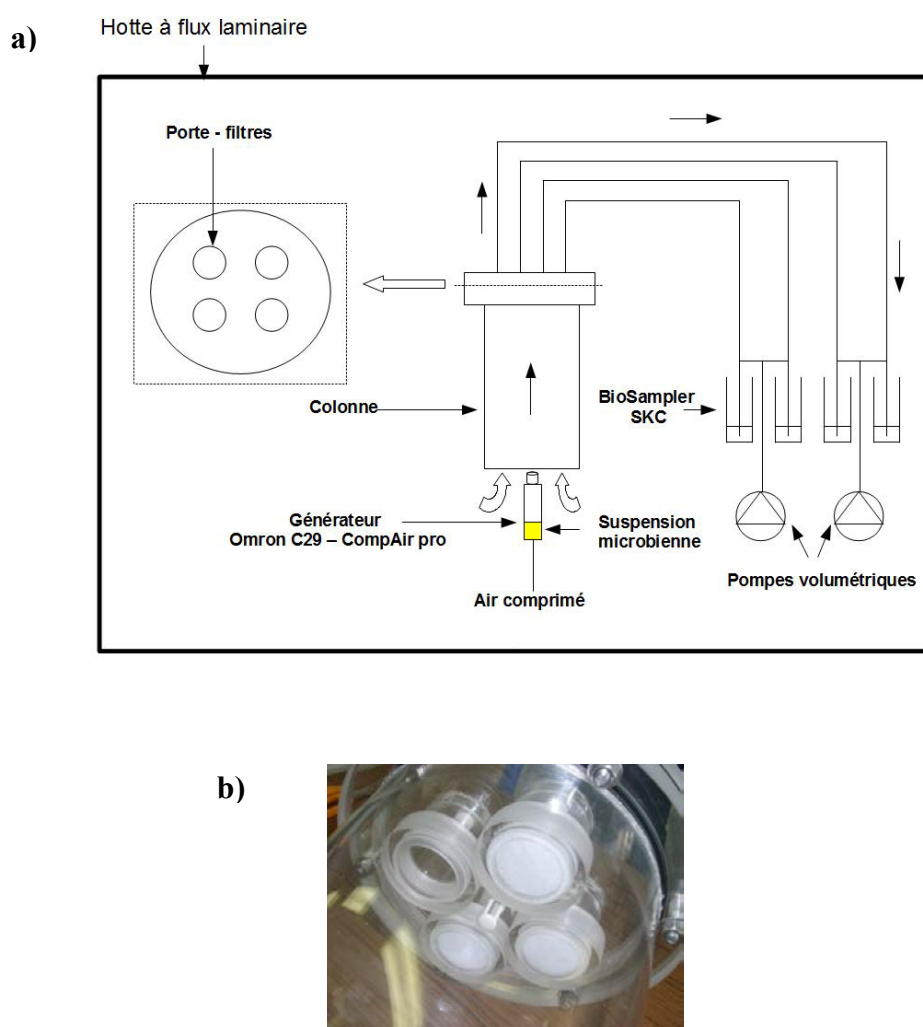 a)
Hotte à flux laminaire
Porte - filtres
Colonne
BioSampler
SKC
Générateur
Omron C29 – CompAir pro
Suspension
microbienne
Air comprimé
Pompes volumétriques
b)